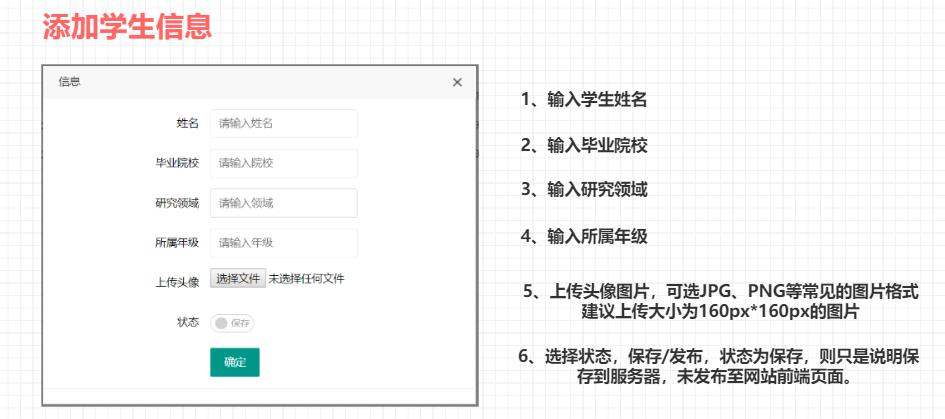 添加学生信息
信息
姓名 请输入姓名
毕业院校 请输入院校
研究领域 请输入领域
所属年级 请输入年级
上传头像 选择文件 未选择任何文件
状态 保存
确定
1、输入学生姓名
2、输入毕业院校
3、输入研究领域
4、输入所属年级
5、上传头像图片，可选JPG、PNG等常见的图片格式
建议上传大小为160px*160px的图片
6、选择状态，保存/发布，状态为保存，则只是说明保
存到服务器，未发布至网站前端页面。